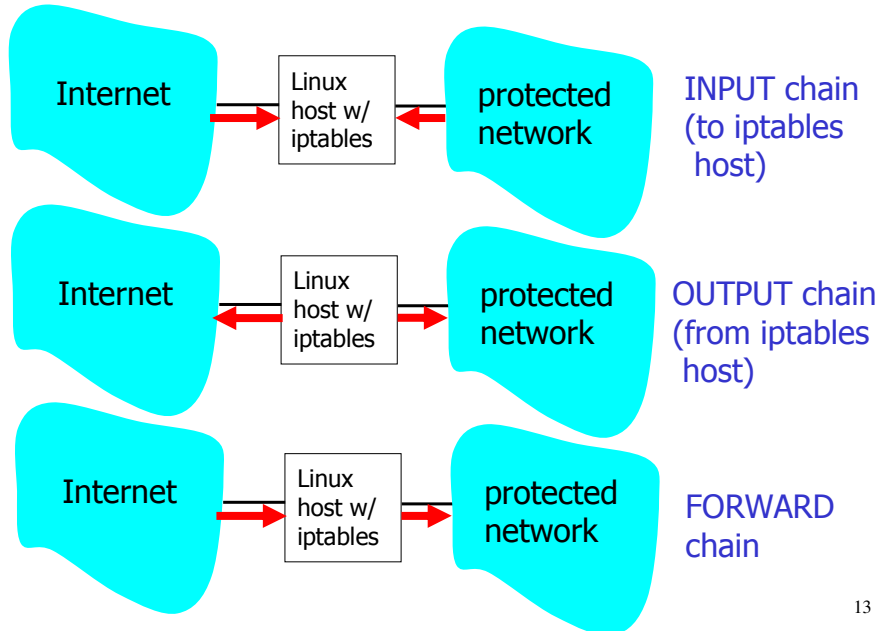 Internet
Linux
host w/
iptables
protected
network
INPUT chain
(to iptables
host)
Internet
Linux
host w/
iptables
protected
network
OUTPUT chain
(from iptables
host)
Internet
Linux
host w/
iptables
protected
network
FORWARD
chain
13